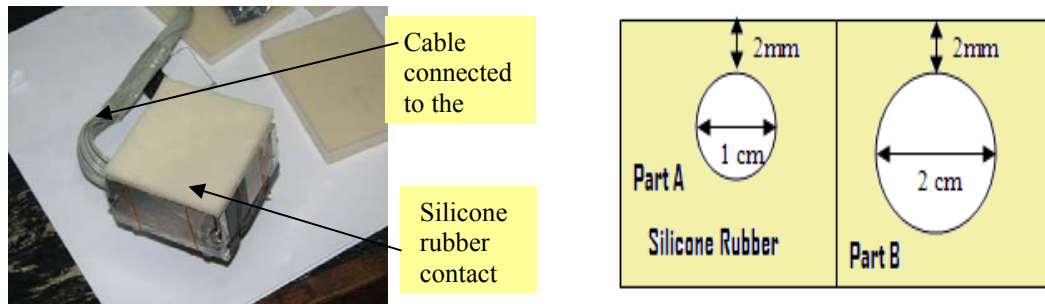 Cable
connected
to the
Silicone
rubber
contact
2mm
1 cm
Part A
Silicone Rubber
2mm
2 cm
Part B